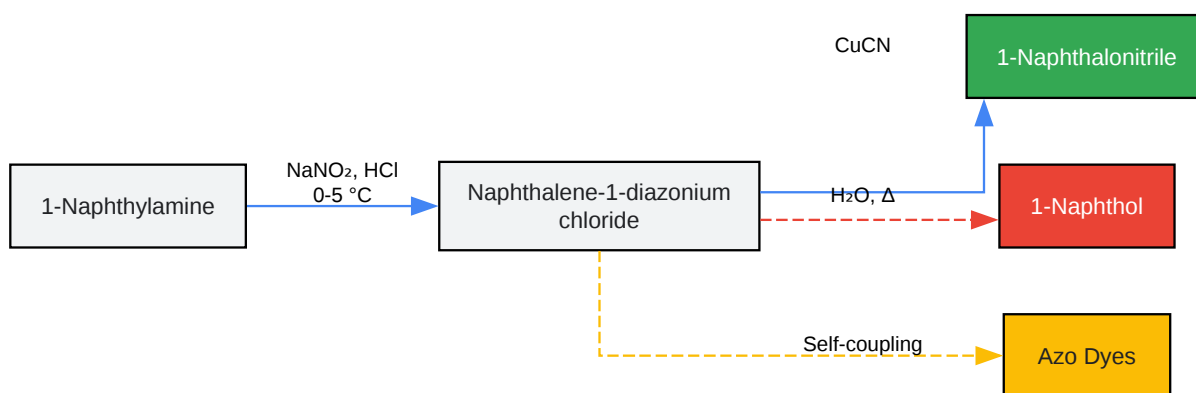 CuCN
1-Naphthalonitrile
NaNO₂, HCl
0-5 °C
1-Naphthylamine
Naphthalene-1-diazonium
chloride
H₂O, Δ
1-Naphthol
Self-coupling
Azo Dyes